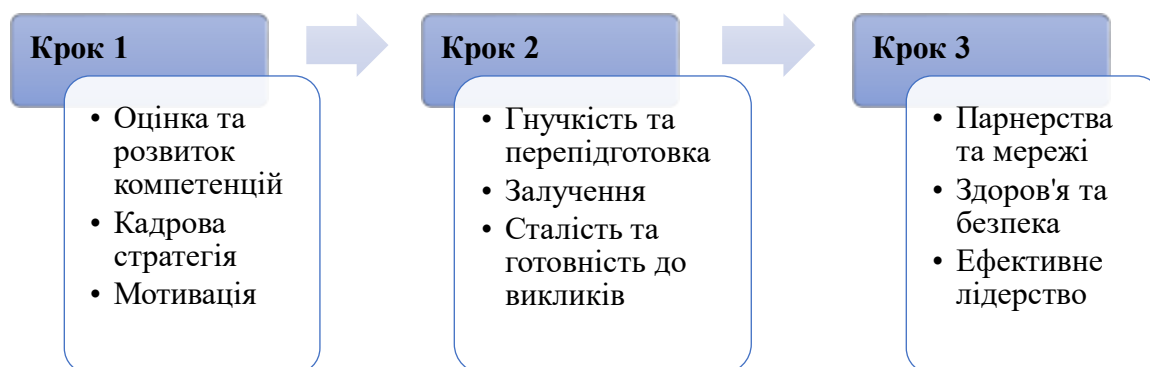 Крок 1
• Оцінка та
розвиток
компетенцій
• Кадрова
стратегія
• Мотивація
Крок 2
• Гнучкість та
перепідготовка
• Залучення
• Сталість та
готовність до
викликів
Крок 3
• Парнерства
та мережі
• Здоров'я та
безпека
• Ефективне
лідерство